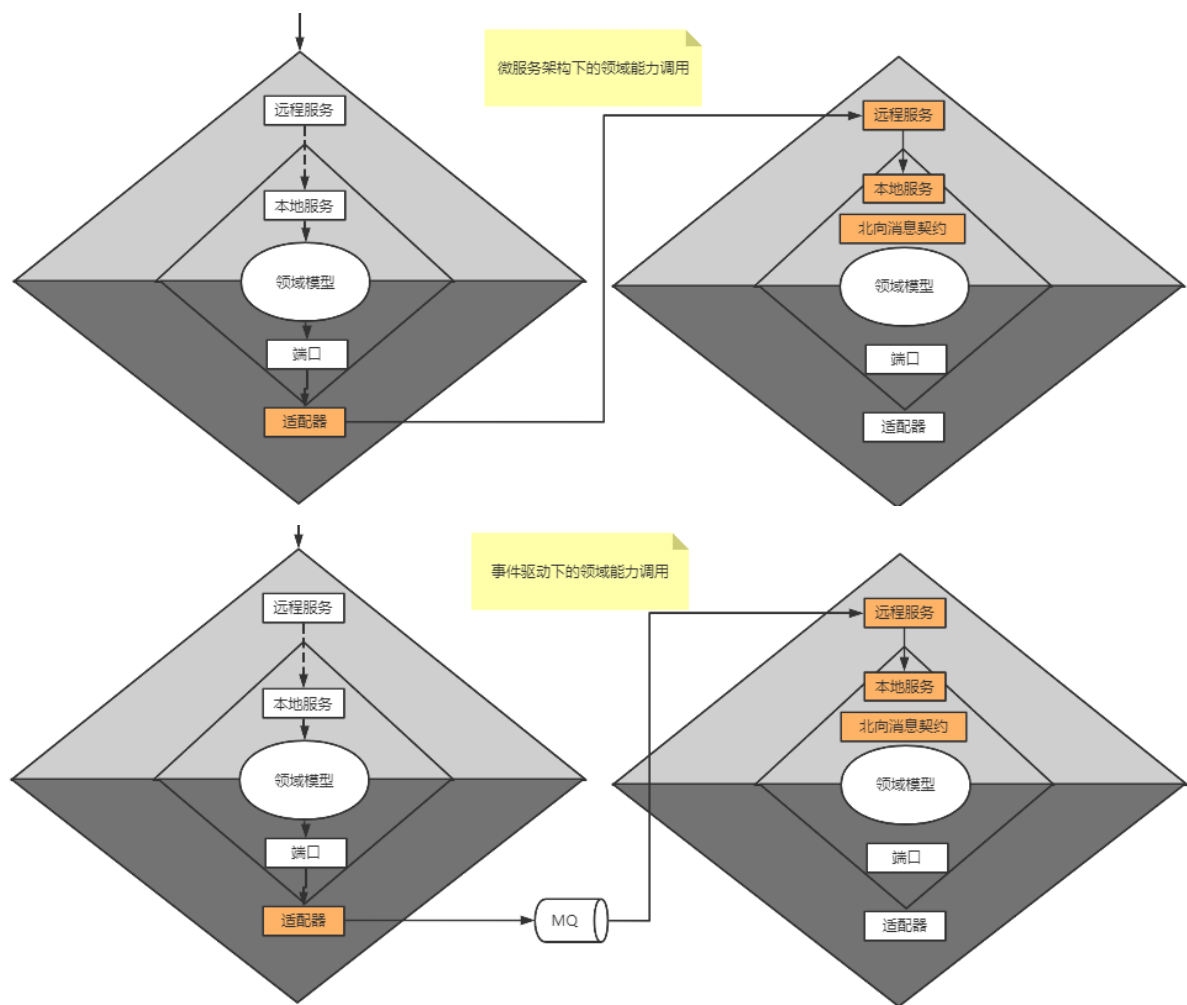 微服务架构下的领域能力调用
远程服务
本地服务
领域模型
端口
适配器
远程服务
本地服务
北向消息契约
领域模型
端口
适配器
事件驱动下的领域能力调用
远程服务
本地服务
领域模型
端口
适配器
MQ
远程服务
本地服务
北向消息契约
领域模型
端口
适配器